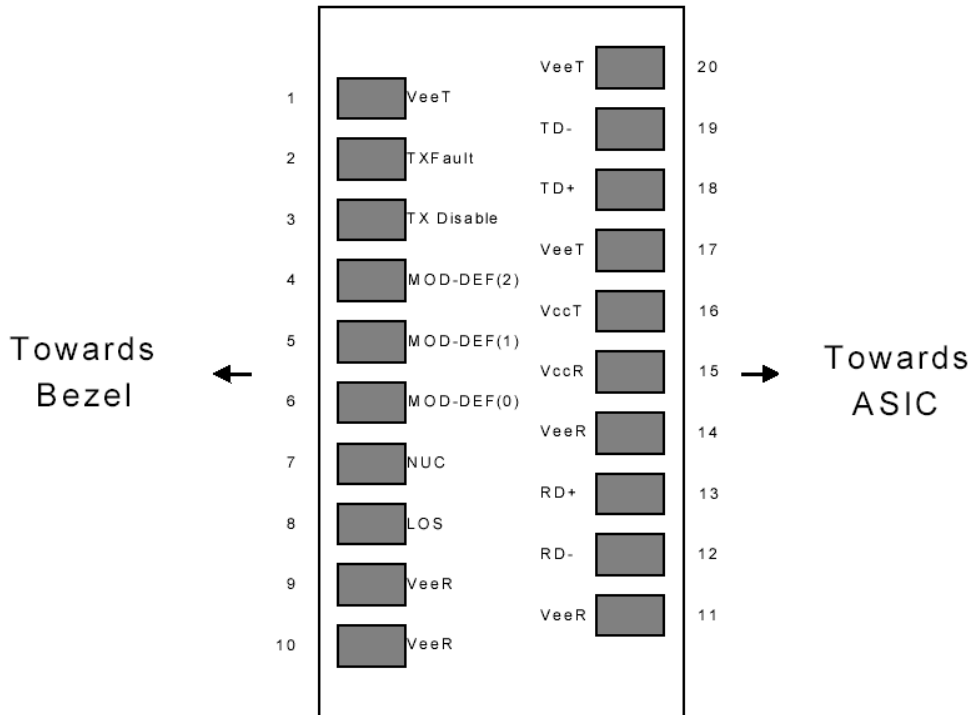 VeeT 20
1 VeeT
TD- 19
2 TXFault
TD+ 18
3 TX Disable
VeeT 17
4 MOD-DEF(2)
VccT 16
5 MOD-DEF(1)
Towards
Bezel
VccR 15
Towards
ASIC
6 MOD-DEF(0)
VeeR 14
7 NUC
RD+ 13
8 LOS
RD- 12
9 VeeR
VeeR 11
10 VeeR